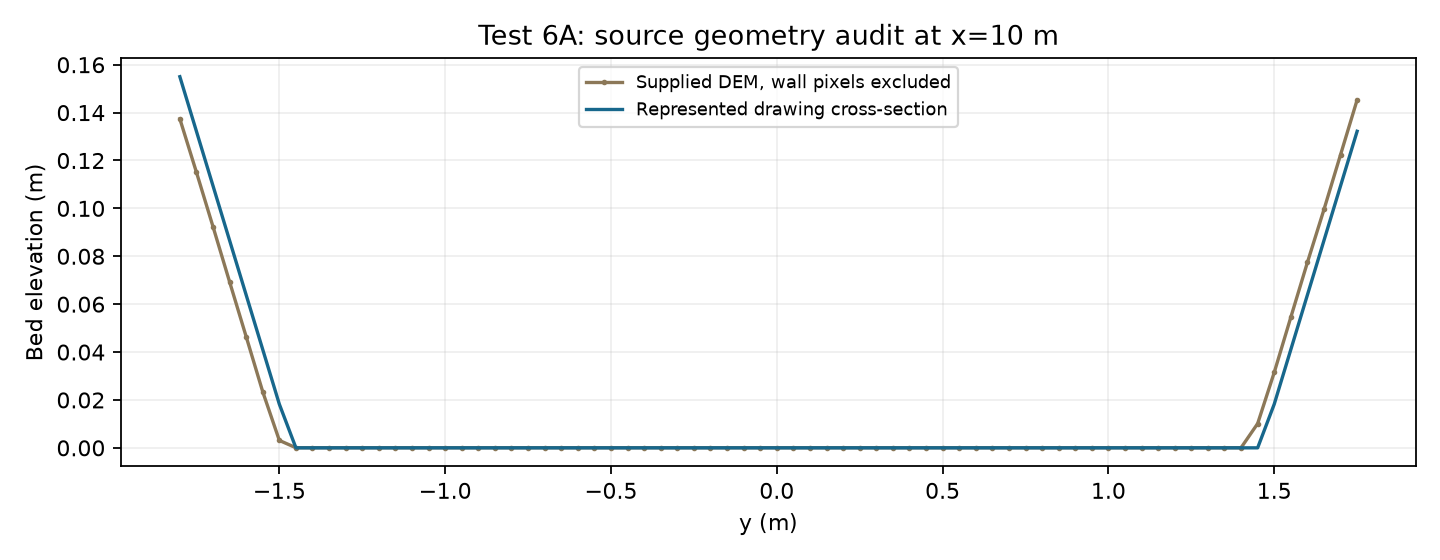 Test 6A: source geometry audit at x=10 m
Supplied DEM, wall pixels excluded
Represented drawing cross-section
Bed elevation (m)
0.16
0.14
0.12
0.10
0.08
0.06
0.04
0.02
0.00
−1.5 −1.0 −0.5 0.0 0.5 1.0 1.5
y (m)